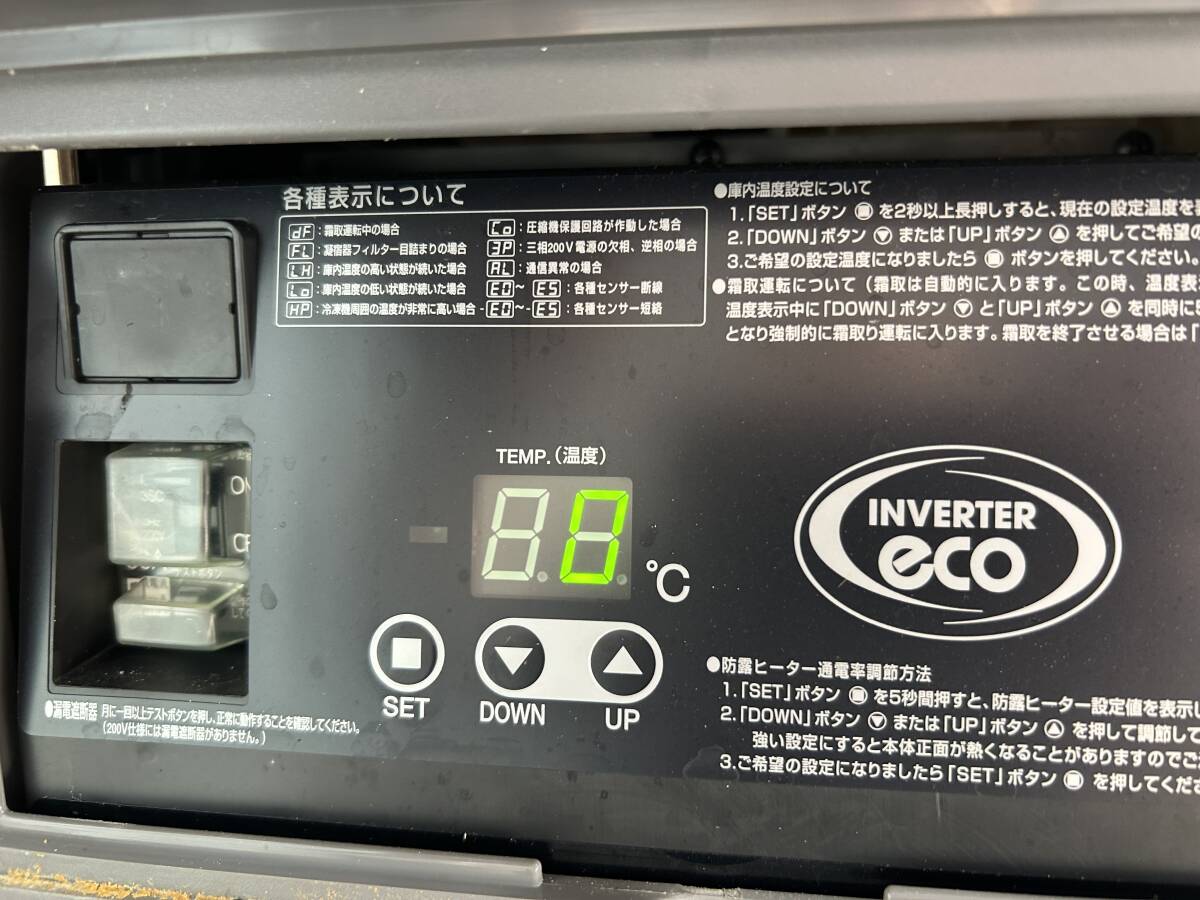 各種表示について
dF：霜取運転中の場合
FL：凝縮器フィルター目詰まりの場合
LH：庫内温度の高い状態が続いた場合
Lo：庫内温度の低い状態が続いた場合
HP：冷凍機周囲の温度が非常に高い場合
Co：圧縮機保護回路が作動した場合
3P：三相200V電源の欠相、逆相の場合
AL：通信異常の場合
E0～E5：各種センサー断線
-E0～-E5：各種センサー短絡
●庫内温度設定について
1.「SET」ボタン を2秒以上長押しすると、現在の設定温度を
2.「DOWN」ボタン または「UP」ボタン を押してご希望の
3.ご希望の設定温度になりましたら ボタンを押してください。
●霜取運転について（霜取は自動的に入ります。この時、温度表
温度表示中に「DOWN」ボタン と「UP」ボタン を同時に
となり強制的に霜取り運転に入ります。霜取を終了させる場合は「
TEMP.（温度）
0
℃
SET
DOWN
UP
INVERTER
eco
ON
●漏電遮断器 月に一回以上テストボタンを押し、正常に動作することを確認してください。
（200V仕様には漏電遮断器がありません。）
●防露ヒーター通電率調節方法
1.「SET」ボタン を5秒間押すと、防露ヒーター設定値を表示し
2.「DOWN」ボタン または「UP」ボタン を押して調節して
強い設定にすると本体正面が熱くなることがありますのでご
3.ご希望の設定になりましたら「SET」ボタン を押してくださ